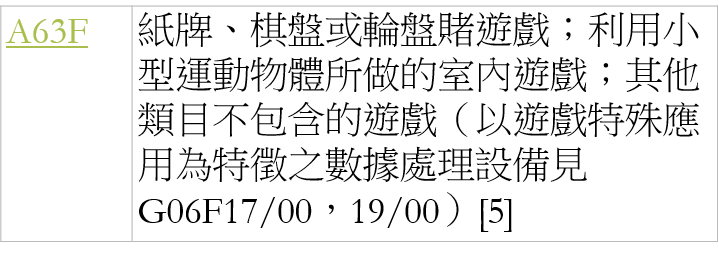 A63F
紙牌、棋盤或輪盤賭遊戲；利用小
型運動物體所做的室內遊戲；其他
類目不包含的遊戲（以遊戲特殊應
用為特徵之數據處理設備見
G06F17/00，19/00）[5]